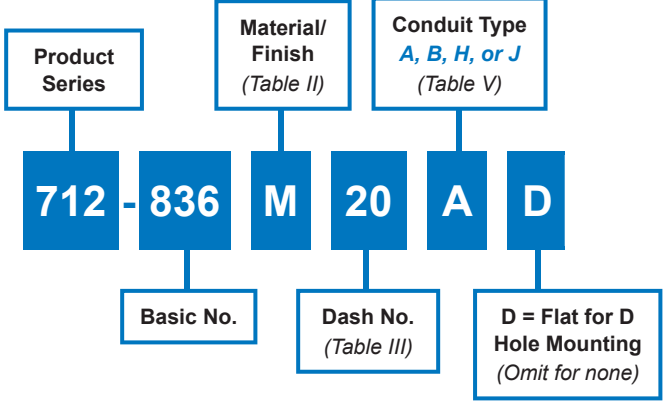 Product
Series
Material/
Finish
(Table II)
Conduit Type
A, B, H, or J
(Table V)
712 - 836 M 20 A D
Basic No.
Dash No.
(Table III)
D = Flat for D
Hole Mounting
(Omit for none)